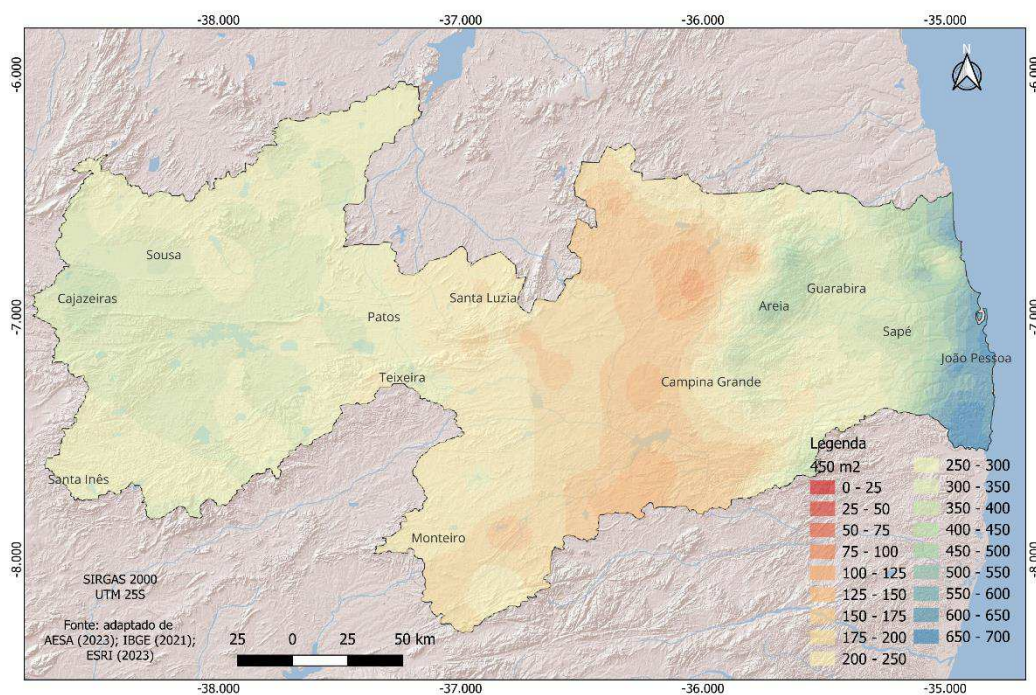 -38.000 -37.000 -36.000 -35.000
-6.000 -6.000
N
Sousa
Cajazeiras
Santa Luzia
Guarabira
Areia
-7.000 -7.000
Patos
Sapé
João Pessoa
Teixeira
Campina Grande
Santa Inês
Monteiro
-8.000 -8.000
Legenda
450 m2
0 - 25
25 - 50
50 - 75
75 - 100
100 - 125
125 - 150
150 - 175
175 - 200
200 - 250
250 - 300
300 - 350
350 - 400
400 - 450
450 - 500
500 - 550
550 - 600
600 - 650
650 - 700
SIRGAS 2000
UTM 25S
Fonte: adaptado de
AESA (2023); IBGE (2021);
ESRI (2023)
25 0 25 50 km
-38.000 -37.000 -36.000 -35.000